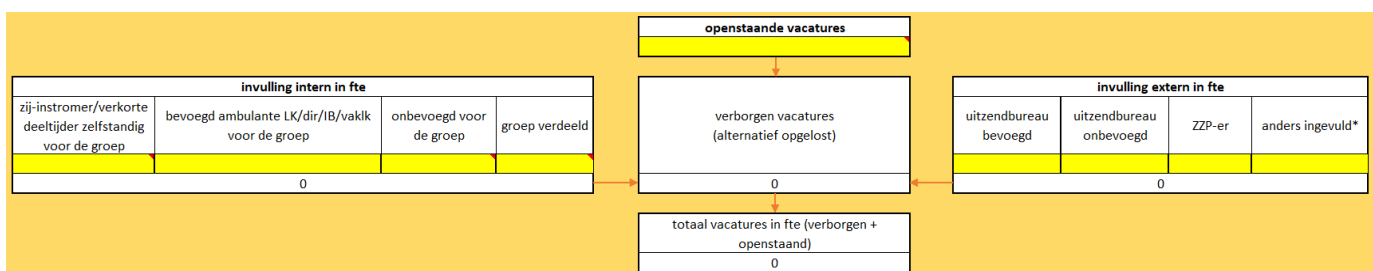 openstaande vacatures
invulling intern in fte
zij-instromer/verkorte
deeltijder zelfstandig
voor de groep
bevoegd ambulante LK/dir/IB/vaklk
voor de groep
onbevoegd voor
de groep
groep verdeeld
0
verborgen vacatures
(alternatief opgelost)
0
invulling extern in fte
uitzendbureau
bevoegd
uitzendbureau
onbevoegd
ZZP-er
anders ingevuld*
0
totaal vacatures in fte (verborgen +
openstaand)
0